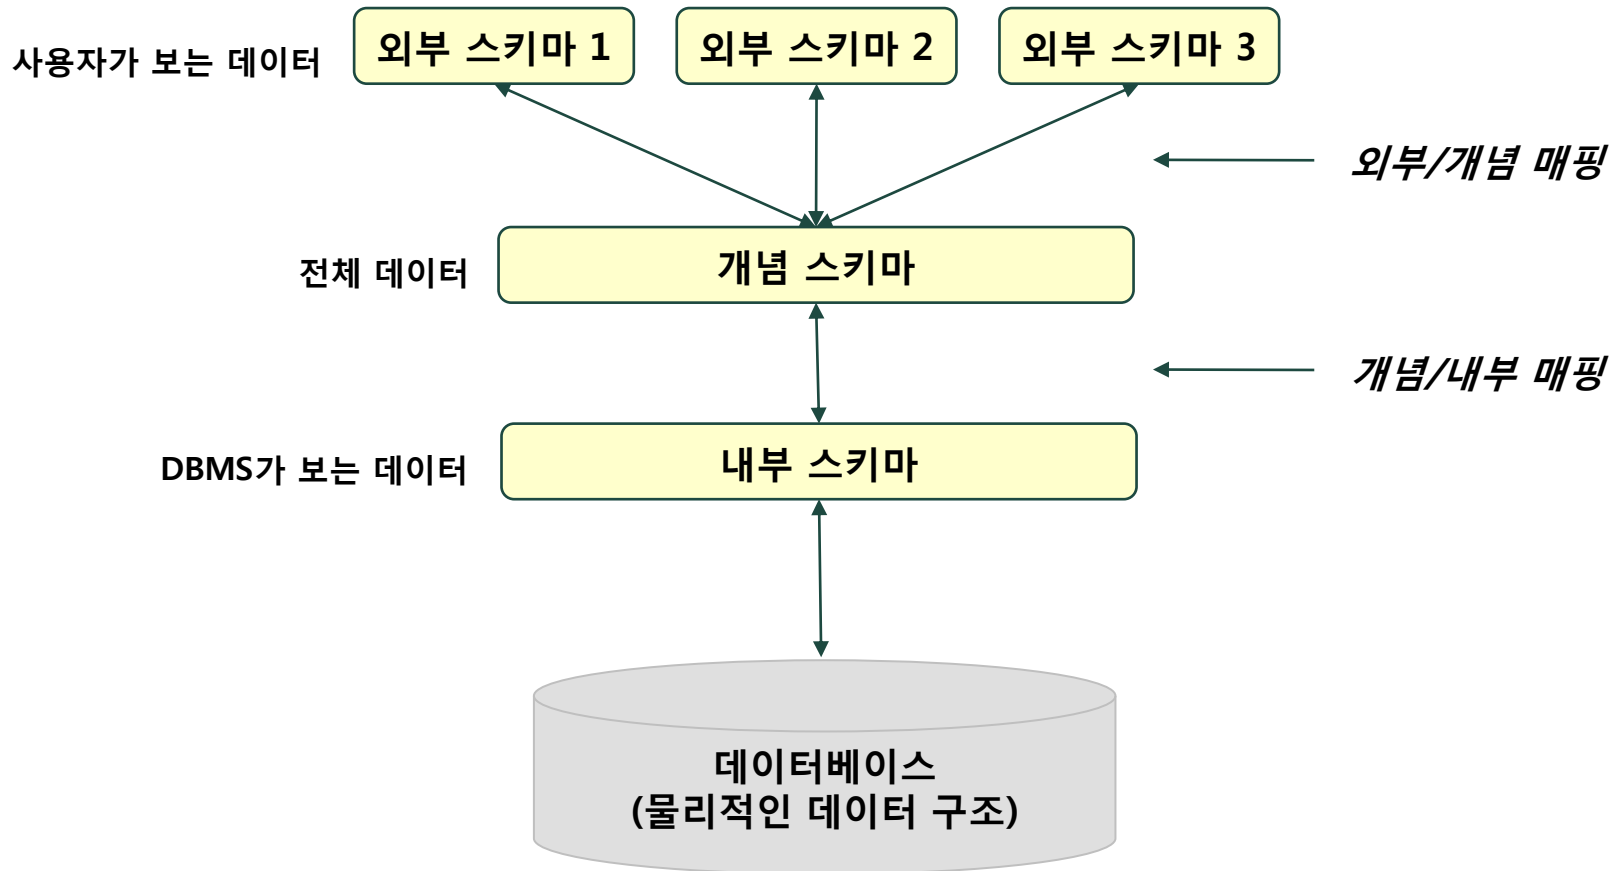 사용자가 보는 데이터
외부 스키마 1
외부 스키마 2
외부 스키마 3
외부/개념 매핑
전체 데이터
개념 스키마
개념/내부 매핑
DBMS가 보는 데이터
내부 스키마
데이터베이스
(물리적인 데이터 구조)